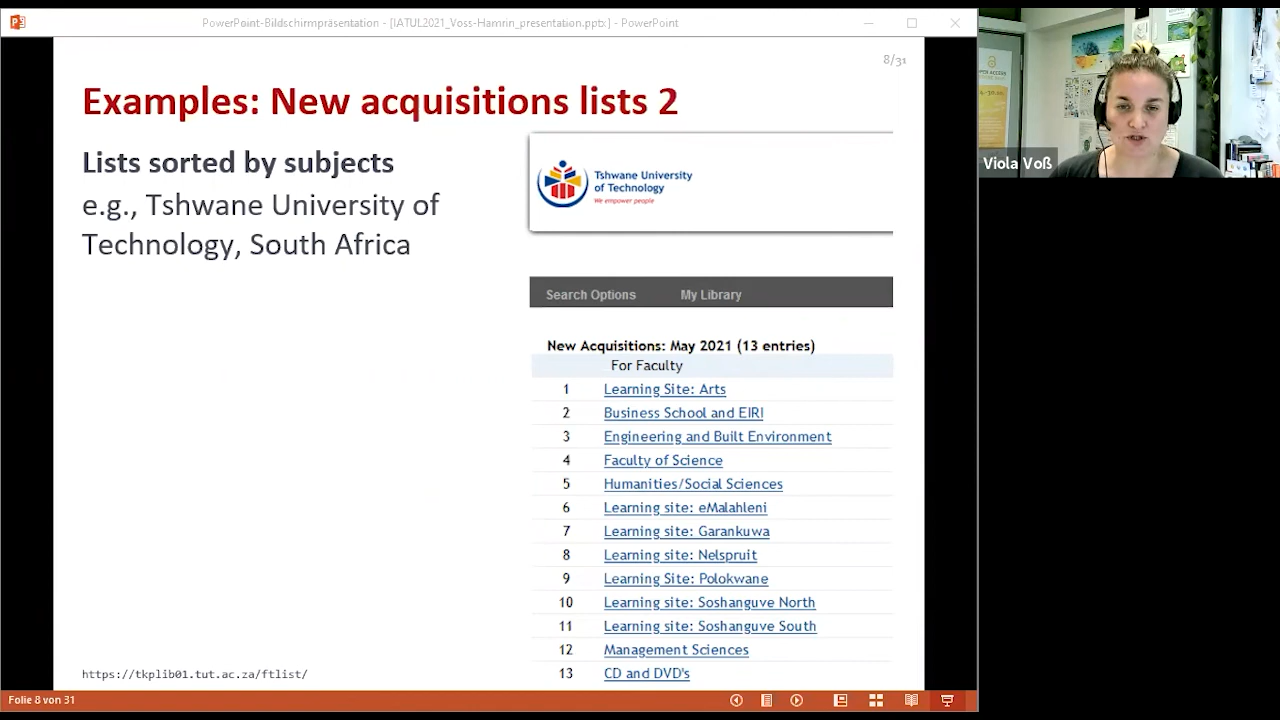 PowerPoint-Bildschirmpräsentation - [IATUL2021_Voss-Hamrin_presentation.pptx] - PowerPoint
8/31
Examples: New acquisitions lists 2
Lists sorted by subjects
e.g., Tshwane University of
Technology, South Africa
Tshwane University
of Technology
We empower people
Search Options My Library
New Acquisitions: May 2021 (13 entries)
For Faculty
1 Learning Site: Arts
2 Business School and EIRI
3 Engineering and Built Environment
4 Faculty of Science
5 Humanities/Social Sciences
6 Learning site: eMalahleni
7 Learning site: Garankuwa
8 Learning site: Nelspruit
9 Learning Site: Polokwane
10 Learning site: Soshanguve North
11 Learning site: Soshanguve South
12 Management Sciences
13 CD and DVD's
https://tkplib01.tut.ac.za/ftlist/
Folie 8 von 31
Viola Voß